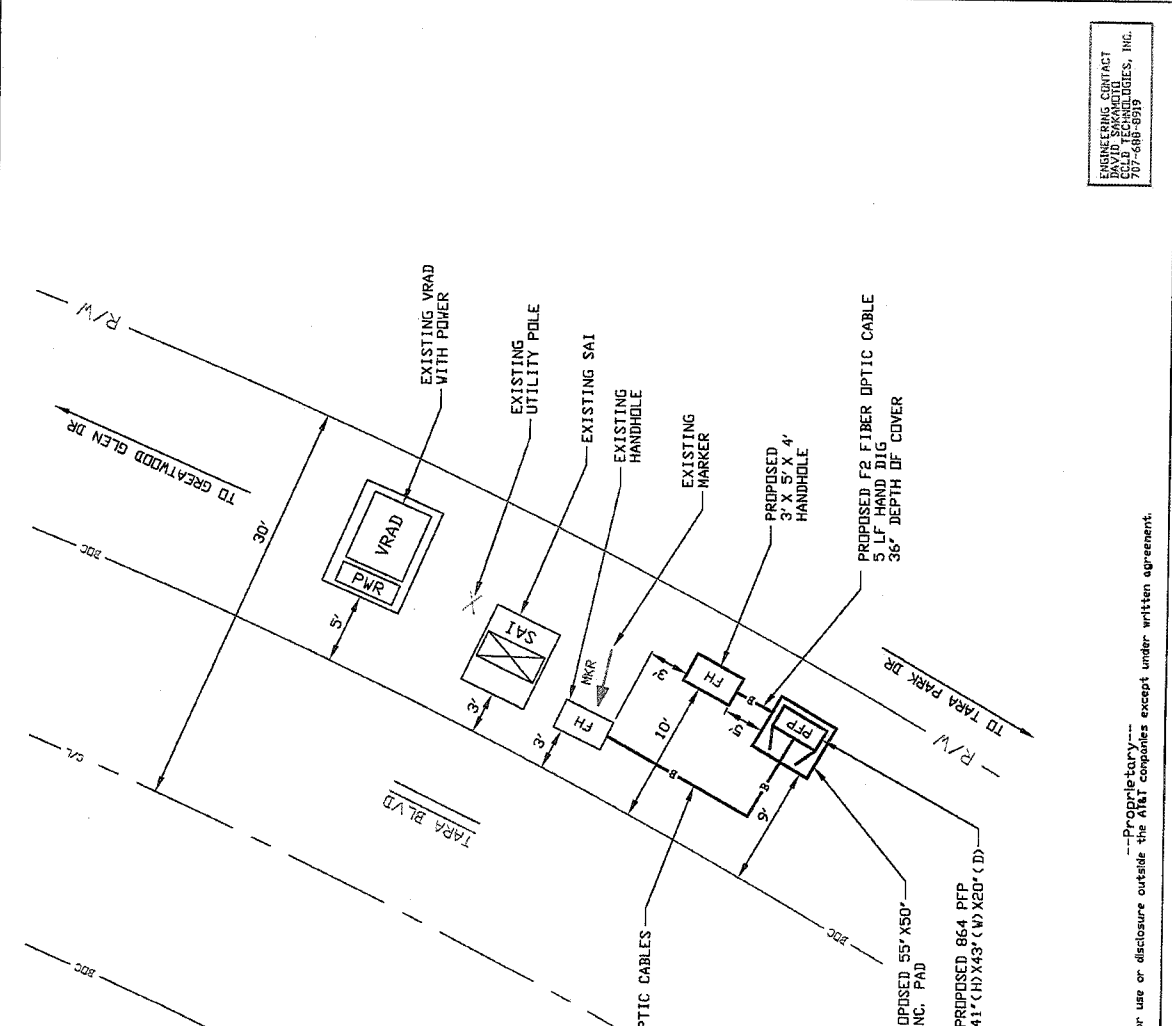 ENGINEERING CONTACT
DAVID SAKAMOTO
CCLD TECHNOLOGIES, INC.
707-688-8919
R/W
EXISTING VRAD
WITH POWER
TO GREATWOOD GLEN DR
EXISTING
UTILITY POLE
EXISTING SAI
EXISTING
HANDHOLE
30'
BOC
VRAD
PWR
EXISTING
MARKER
5'
PROPOSED
3' X 5' X 4'
HANDHOLE
SAI
PROPOSED F2 FIBER OPTIC CABLE
5 LF HAND DIG
36" DEPTH OF COVER
MKR
3'
FH
3'
3'
FH
B
TO TARA PARK DR
10'
5'
PFP
R/W
C/L
TARA BLVD
B
B
9'
BOC
BOC
PTIC CABLES
OPOSED 55"X50"
NC. PAD
PROPOSED 864 PFP
41"(H)X43"(W)X20"(D)
---Proprietary---
or use or disclosure outside the AT&T companies except under written agreement.